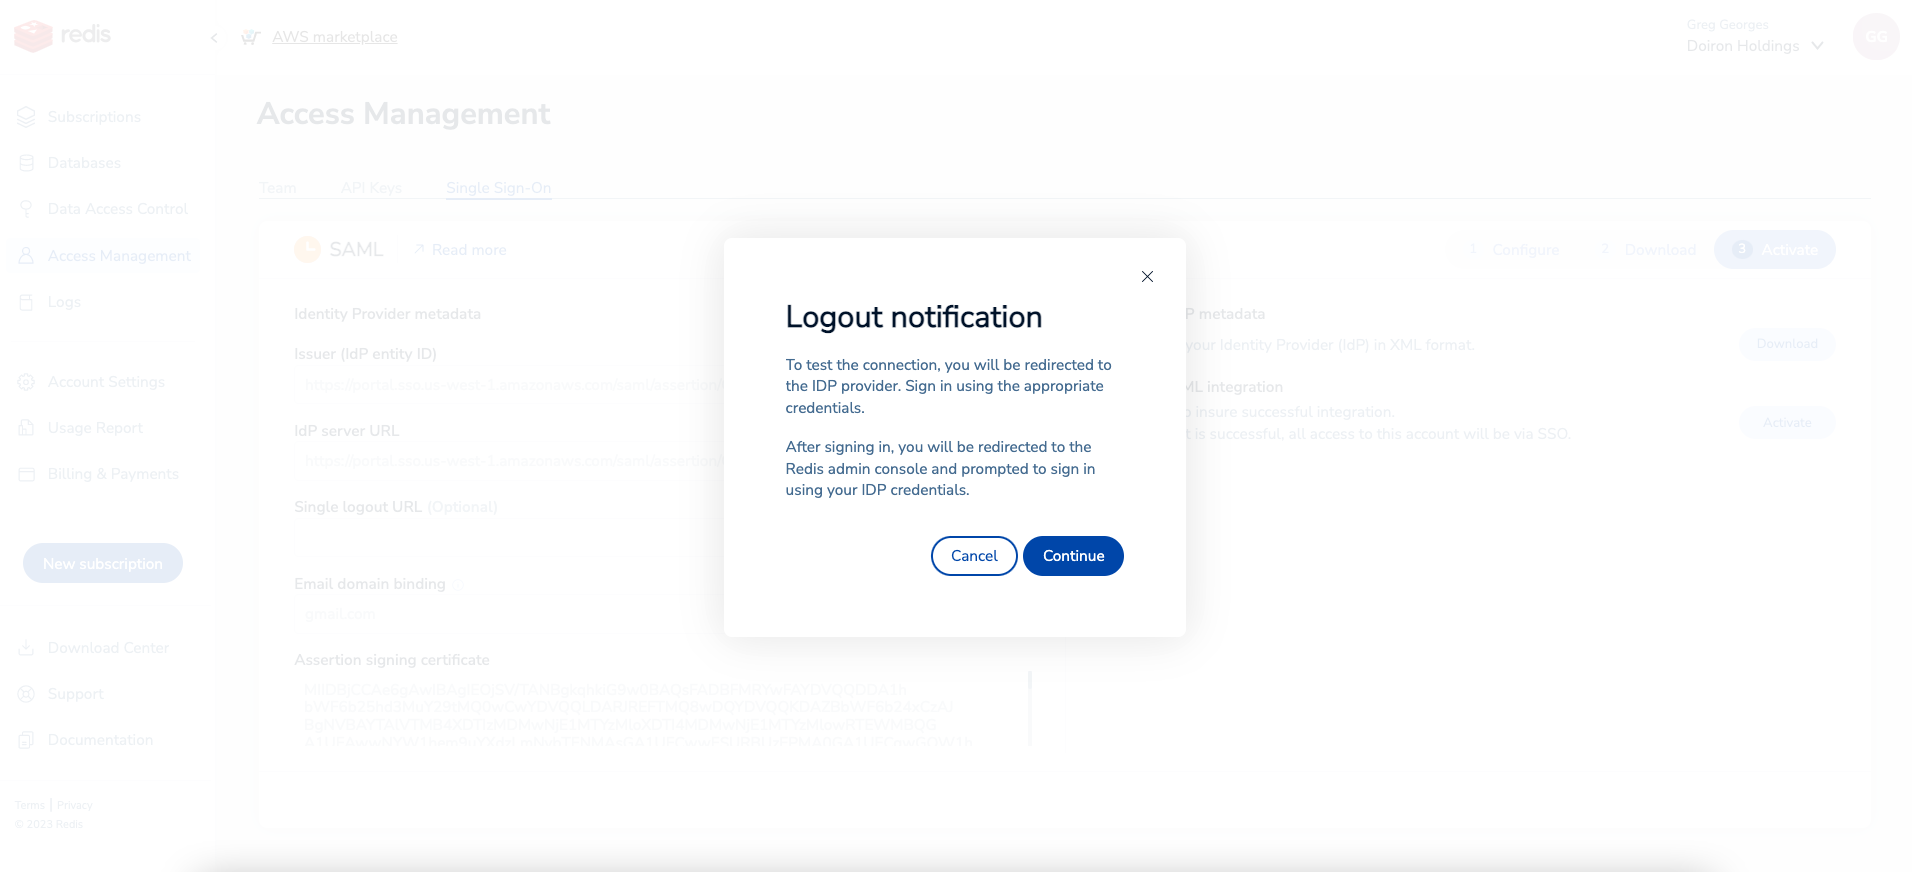 redis
AWS marketplace
Greg Georges
Doiron Holdings
GG
Subscriptions
Databases
Data Access Control
Access Management
Logs
Account Settings
Usage Report
Billing & Payments
New subscription
Download Center
Support
Documentation
Terms | Privacy
© 2023 Redis
Access Management
Team
API Keys
Single Sign-On
SAML
Read more
1 Configure
2 Download
3 Activate
Identity Provider metadata
Issuer (IdP entity ID)
https://portal.sso.us-west-1.amazonaws.com/saml/assertion/
IdP server URL
https://portal.sso.us-west-1.amazonaws.com/saml/assertion/
Single logout URL (Optional)
Email domain binding
gmail.com
Assertion signing certificate
P metadata
your Identity Provider (IdP) in XML format.
Download
ML integration
o insure successful integration.
t is successful, all access to this account will be via SSO.
Activate
Logout notification
To test the connection, you will be redirected to
the IDP provider. Sign in using the appropriate
credentials.
After signing in, you will be redirected to the
Redis admin console and prompted to sign in
using your IDP credentials.
Cancel
Continue